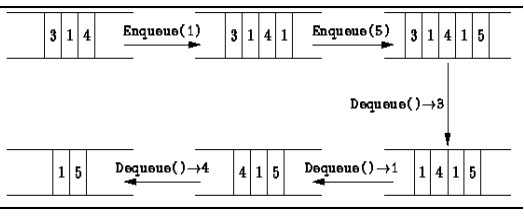 3 1 4 Enqueue(1) 3 1 4 1 Enqueue(5) 3 1 4 1 5
Dequeue()→3
1 5 Dequeue()→4 4 1 5 Dequeue()→1 1 4 1 5